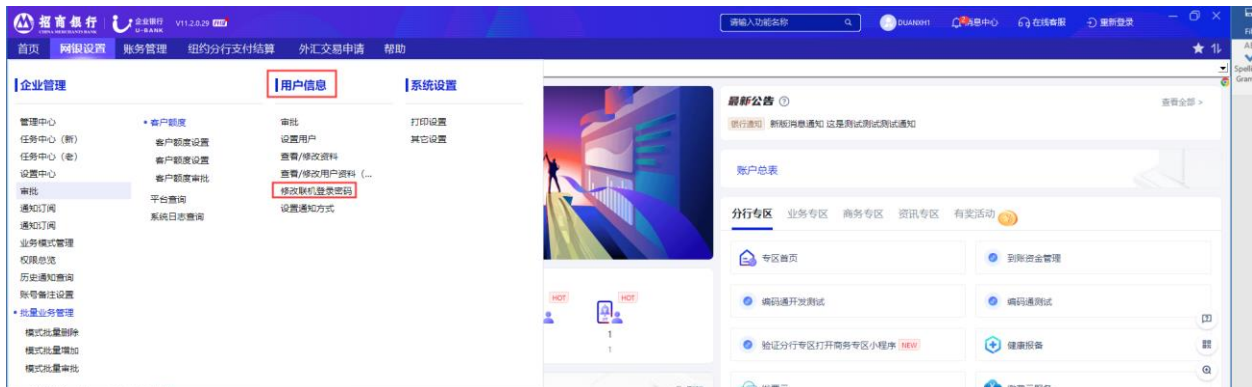 招商银行 企业银行 V11.2.0.29 请输入功能名称 DUANXH1 消息中心 在线客服 重新登录
CHINA MERCHANTS BANK U-BANK
首页 网银设置 账务管理 纽约分行支付结算 外汇交易申请 帮助
企业管理
管理中心
任务中心（新）
任务中心（老）
设置中心
审批
通知订阅
通知订阅
业务模式管理
权限总览
历史通知查询
账号备注设置
批量业务管理
模式批量删除
模式批量增加
模式批量审批
客户额度
客户额度设置
客户额度设置
客户额度审批
平台查询
系统日志查询
用户信息
审批
设置用户
查看/修改资料
查看/修改用户资料（...
修改联机登录密码
设置通知方式
系统设置
打印设置
其它设置
HOT
HOT
1
1
最新公告 查看全部 >
银行通知 新版消息通知 这是测试测试测试通知
账户总表
分行专区 业务专区 商务专区 资讯专区 有奖活动
专区首页 到账资金管理
编码通开发测试 编码通测试
验证分行专区打开商务专区小程序 NEW 健康报备
Spelli
Gran